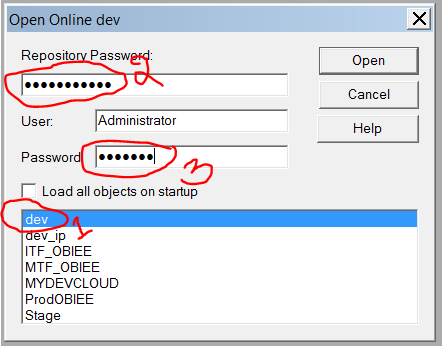 Open Online dev
Repository Password:
●●●●●●●●●●● 2
Open
Cancel
User: Administrator
Help
Password ●●●●●●● 3
Load all objects on startup
dev 1
dev_ip
ITF_OBIEE
MTF_OBIEE
MYDEVCLOUD
ProdOBIEE
Stage